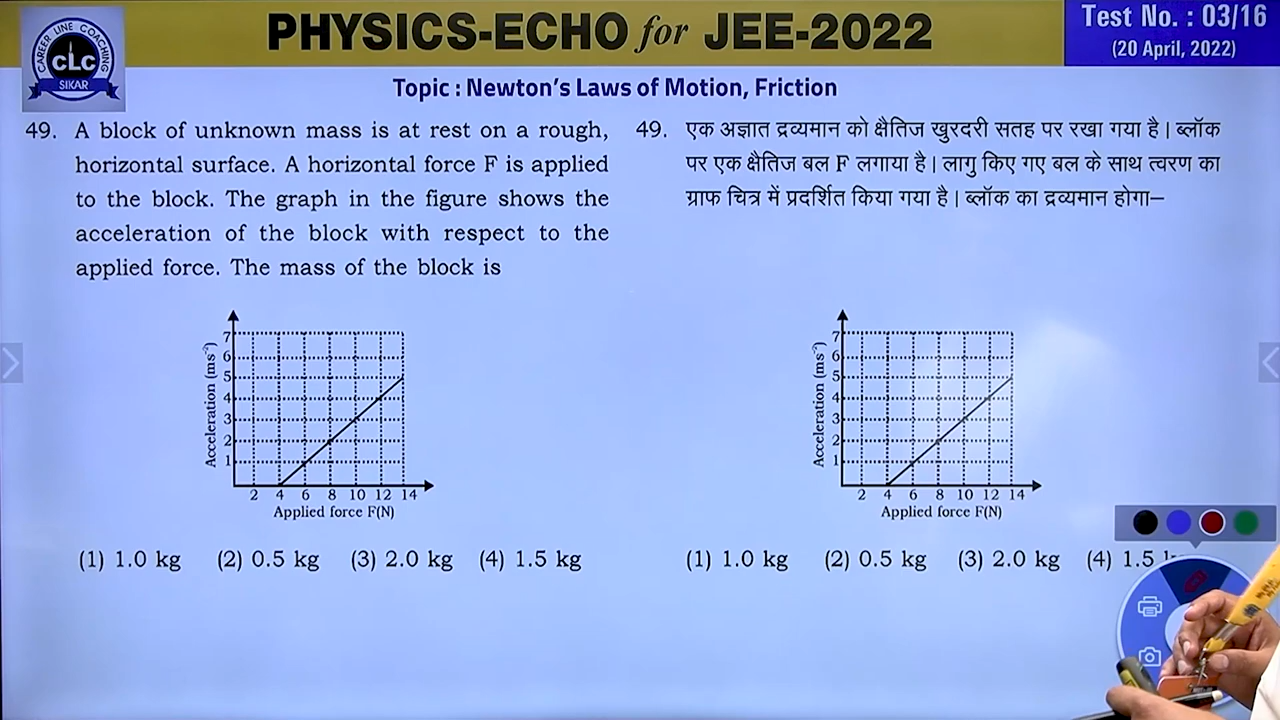 PHYSICS-ECHO for JEE-2022
Test No. : 03/16
(20 April, 2022)
CAREER LINE COACHING
CLC
SIKAR
Topic : Newton's Laws of Motion, Friction
49. A block of unknown mass is at rest on a rough,
horizontal surface. A horizontal force F is applied
to the block. The graph in the figure shows the
acceleration of the block with respect to the
applied force. The mass of the block is
7
6
5
4
3
2
1
Acceleration (ms⁻²)
2 4 6 8 10 12 14
Applied force F(N)
(1) 1.0 kg (2) 0.5 kg (3) 2.0 kg (4) 1.5 kg
49. एक अज्ञात द्रव्यमान को क्षैतिज खुरदरी सतह पर रखा गया है। ब्लॉक
पर एक क्षैतिज बल F लगाया है। लागु किए गए बल के साथ त्वरण का
ग्राफ चित्र में प्रदर्शित किया गया है। ब्लॉक का द्रव्यमान होगा–
7
6
5
4
3
2
1
Acceleration (ms⁻²)
2 4 6 8 10 12 14
Applied force F(N)
(1) 1.0 kg (2) 0.5 kg (3) 2.0 kg (4) 1.5